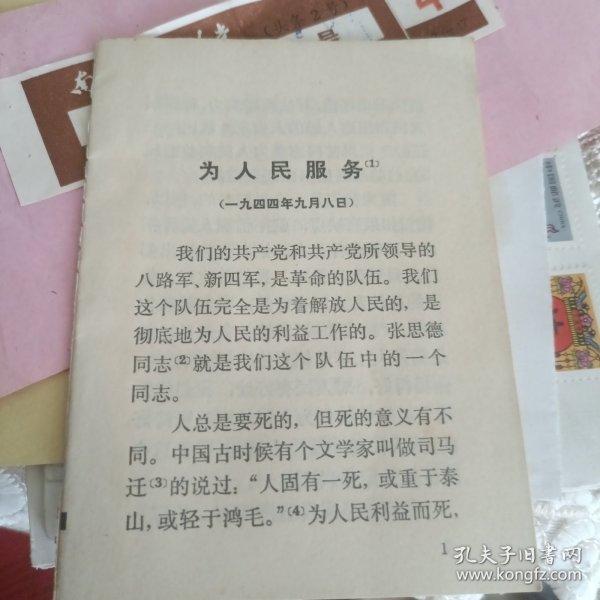 为人民服务⁽¹⁾
（一九四四年九月八日）
我们的共产党和共产党所领导的
八路军、新四军，是革命的队伍。我们
这个队伍完全是为着解放人民的，是
彻底地为人民的利益工作的。张思德
同志⁽²⁾就是我们这个队伍中的一个
同志。
人总是要死的，但死的意义有不
同。中国古时候有个文学家叫做司马
迁⁽³⁾的说过：“人固有一死，或重于泰
山，或轻于鸿毛。”⁽⁴⁾为人民利益而死，
1
孔夫子旧书网
www.kongfz.com